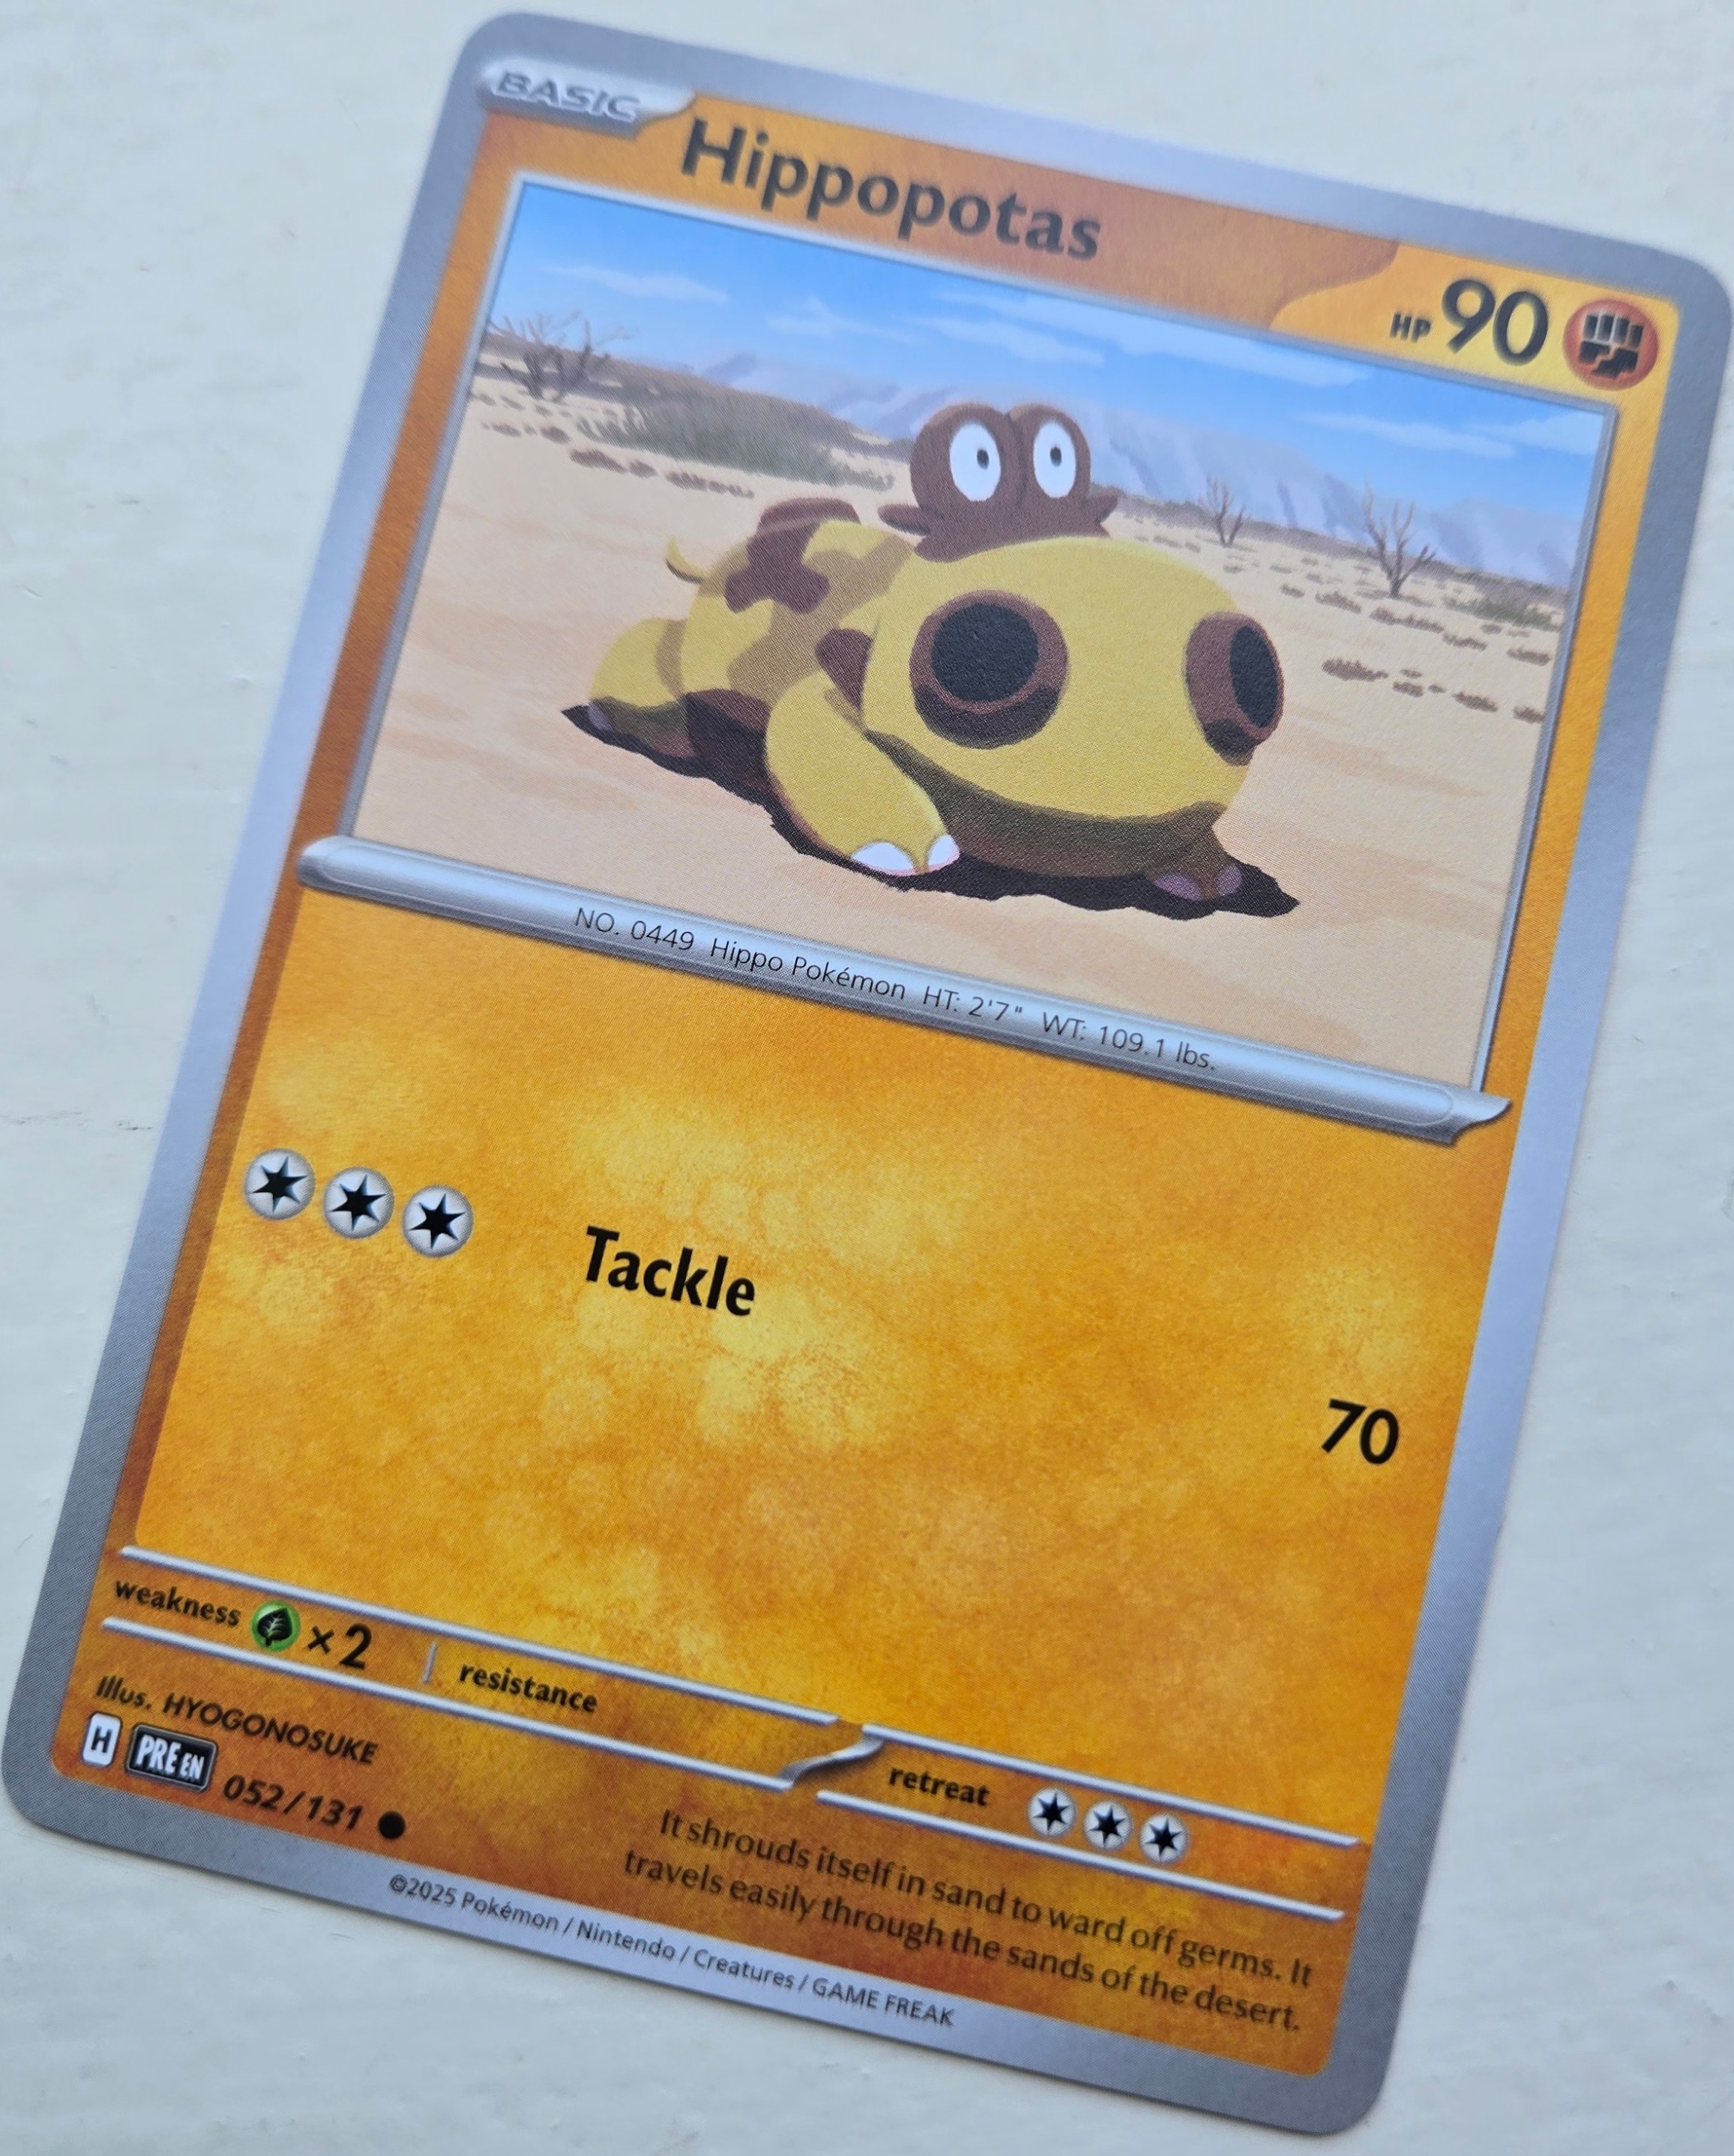 BASIC
Hippopotas
HP 90
NO. 0449 Hippo Pokémon HT: 2'7" WT: 109.1 lbs.
Tackle
70
weakness ×2 resistance
retreat
Illus. HYOGONOSUKE
H PRE EN 052/131
It shrouds itself in sand to ward off germs. It
travels easily through the sands of the desert.
©2025 Pokémon / Nintendo / Creatures / GAME FREAK